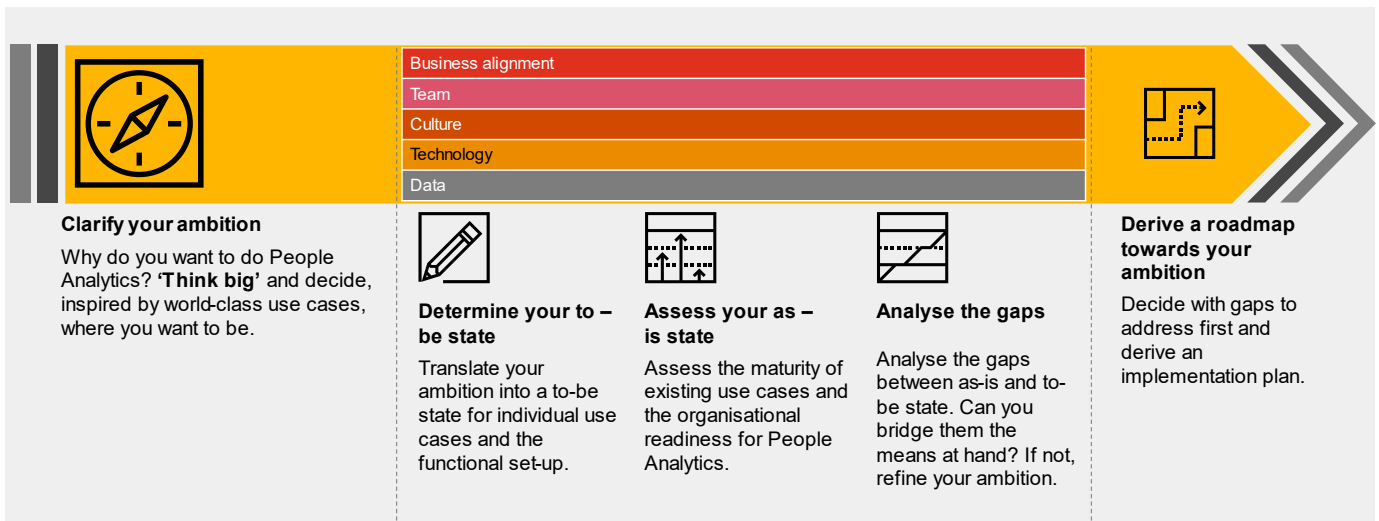 Business alignment
Team
Culture
Technology
Data
Clarify your ambition
Why do you want to do People
Analytics? ‘Think big’ and decide,
inspired by world-class use cases,
where you want to be.
Determine your to –
be state
Translate your
ambition into a to-be
state for individual use
cases and the
functional set-up.
Assess your as –
is state
Assess the maturity of
existing use cases and
the organisational
readiness for People
Analytics.
Analyse the gaps
Analyse the gaps
between as-is and to-
be state. Can you
bridge them the
means at hand? If not,
refine your ambition.
Derive a roadmap
towards your
ambition
Decide with gaps to
address first and
derive an
implementation plan.